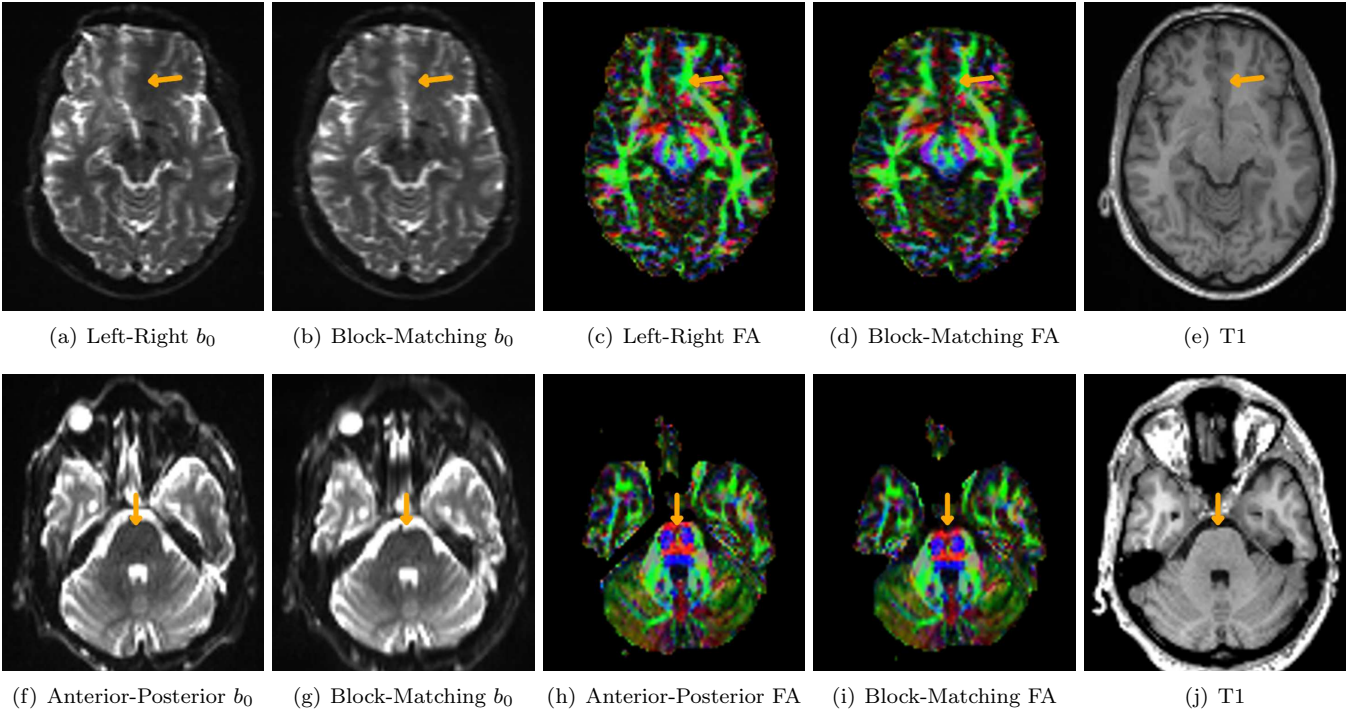 (a) Left-Right b₀
(b) Block-Matching b₀
(c) Left-Right FA
(d) Block-Matching FA
(e) T1
(f) Anterior-Posterior b₀
(g) Block-Matching b₀
(h) Anterior-Posterior FA
(i) Block-Matching FA
(j) T1